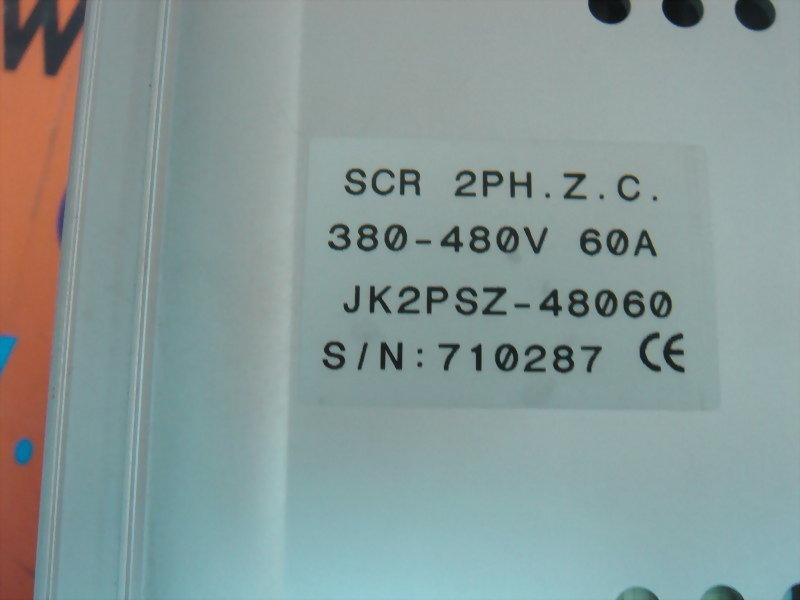 W
SCR 2PH.Z.C.
380-480V 60A
JK2PSZ-48060
S/N:710287 CE